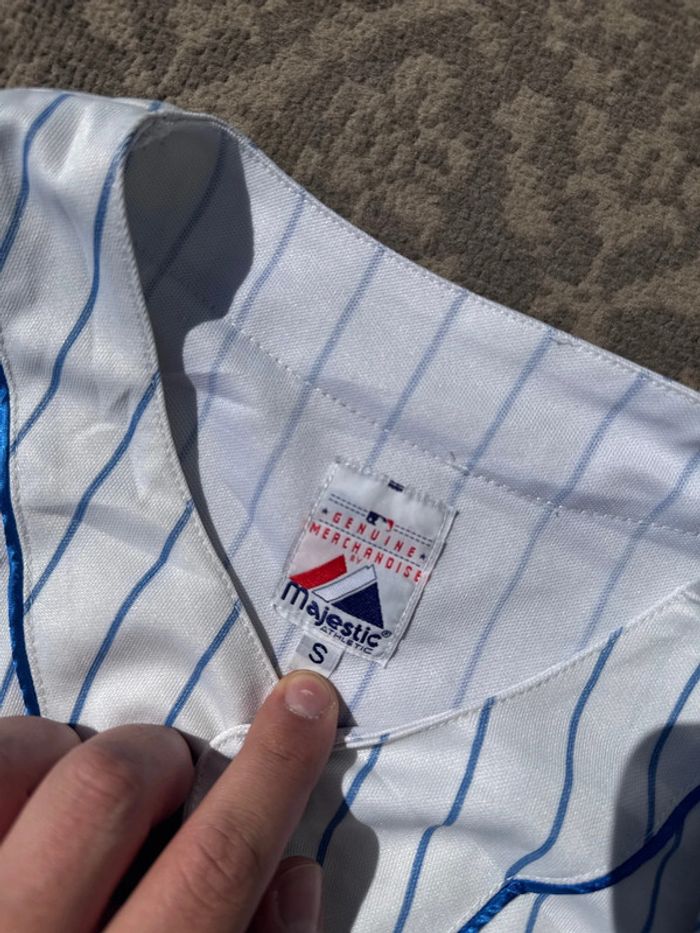 ★ GENUINE ★
MERCHANDISE
BY
Majestic®
ATHLETIC
S